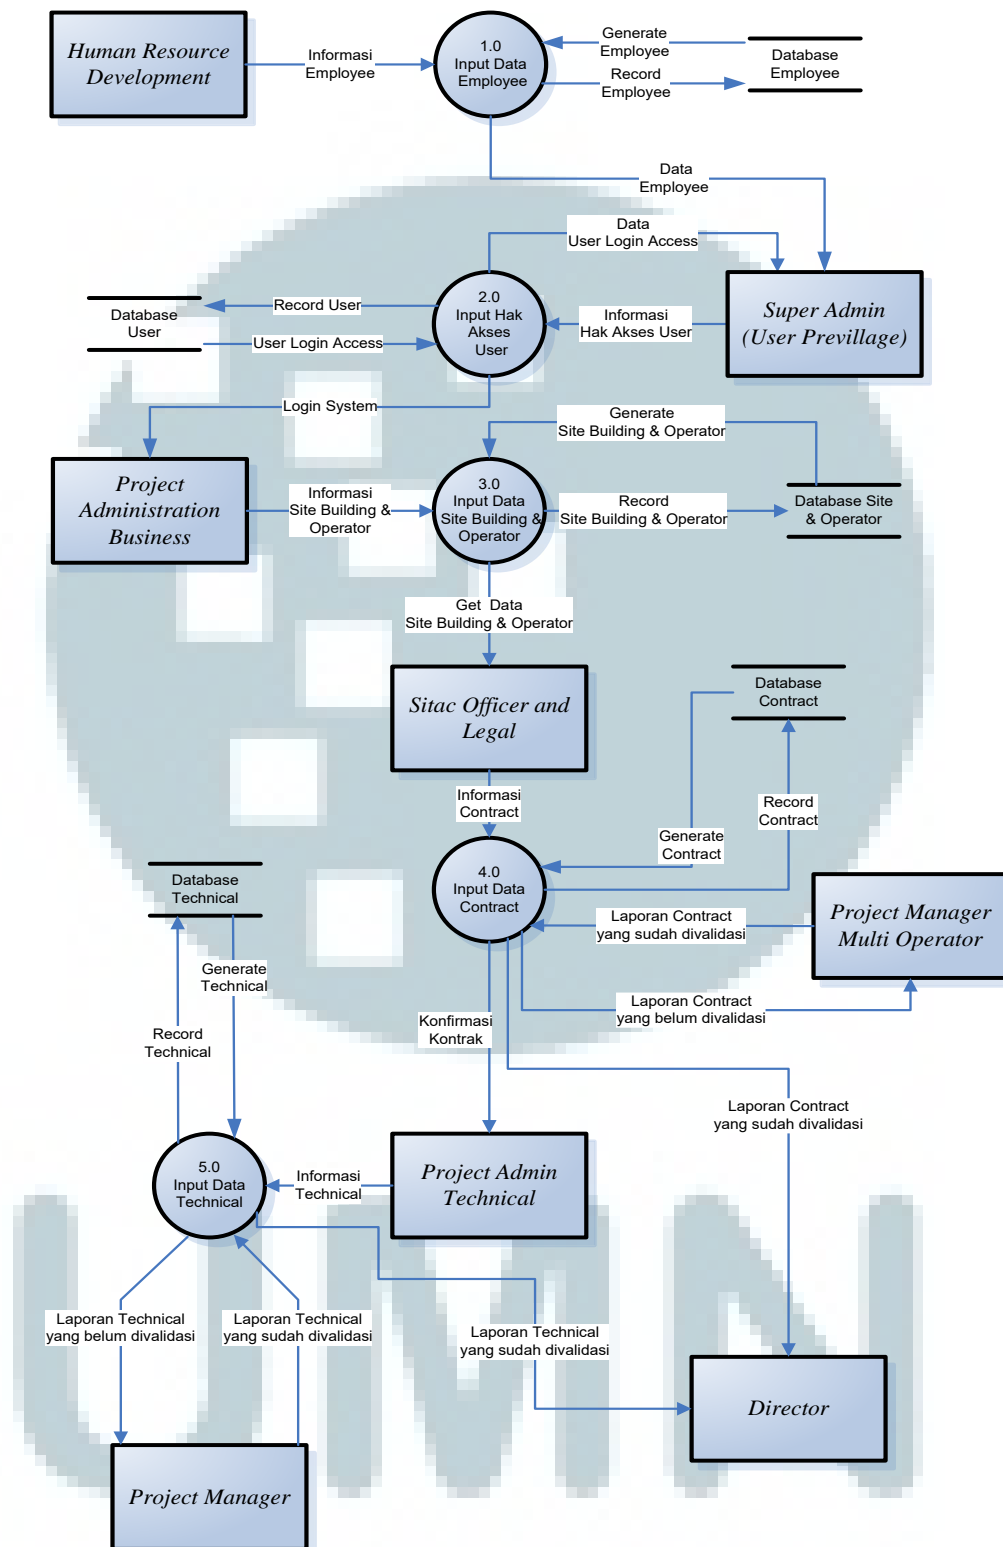 Human Resource
Development
Informasi
Employee
1.0
Input Data
Employee
Generate
Employee
Record
Employee
Database
Employee
Data
Employee
Data
User Login Access
Database
User
Record User
User Login Access
2.0
Input Hak
Akses
User
Informasi
Hak Akses User
Super Admin
(User Previllage)
Login System
Generate
Site Building & Operator
Project
Administration
Business
Informasi
Site Building &
Operator
3.0
Input Data
Site Building &
Operator
Record
Site Building & Operator
Database Site
& Operator
Get Data
Site Building & Operator
Sitac Officer and
Legal
Database
Contract
Informasi
Contract
Record
Contract
Generate
Contract
4.0
Input Data
Contract
Database
Technical
Laporan Contract
yang sudah divalidasi
Project Manager
Multi Operator
Generate
Technical
Laporan Contract
yang belum divalidasi
Konfirmasi
Kontrak
Record
Technical
Laporan Contract
yang sudah divalidasi
5.0
Input Data
Technical
Informasi
Technical
Project Admin
Technical
Laporan Technical
yang belum divalidasi
Laporan Technical
yang sudah divalidasi
Laporan Technical
yang sudah divalidasi
Director
Project Manager
UMN